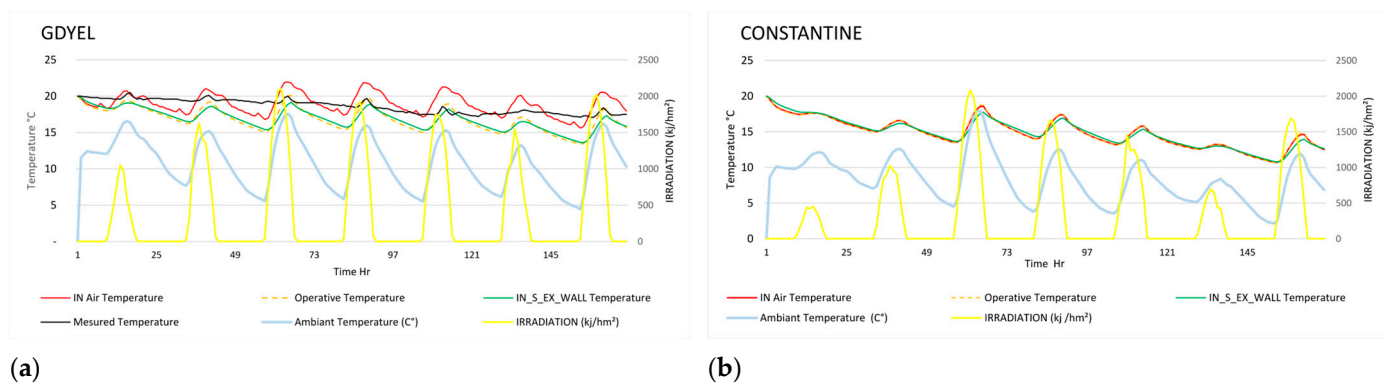 GDYEL
25
20
15
10
5
-
Temperature °C
2500
2000
1500
1000
500
0
IRRADIATION (kj/hm²)
1 25 49 73 97 121 145
Time Hr
IN Air Temperature
Operative Temperature
IN_S_EX_WALL Temperature
Mesured Temperature
Ambiant Temperature (C°)
IRRADIATION (kj/hm²)
(a)
CONSTANTINE
25
20
15
10
5
0
Temperature °C
2500
2000
1500
1000
500
0
IRRADIATION (kJ/hm²)
1 25 49 73 97 121 145
Time Hr
IN Air Temperature
Operative Temperature
IN_S_EX_WALL Temperature
Ambiant Temperature (C°)
IRRADIATION (kj /hm²)
(b)